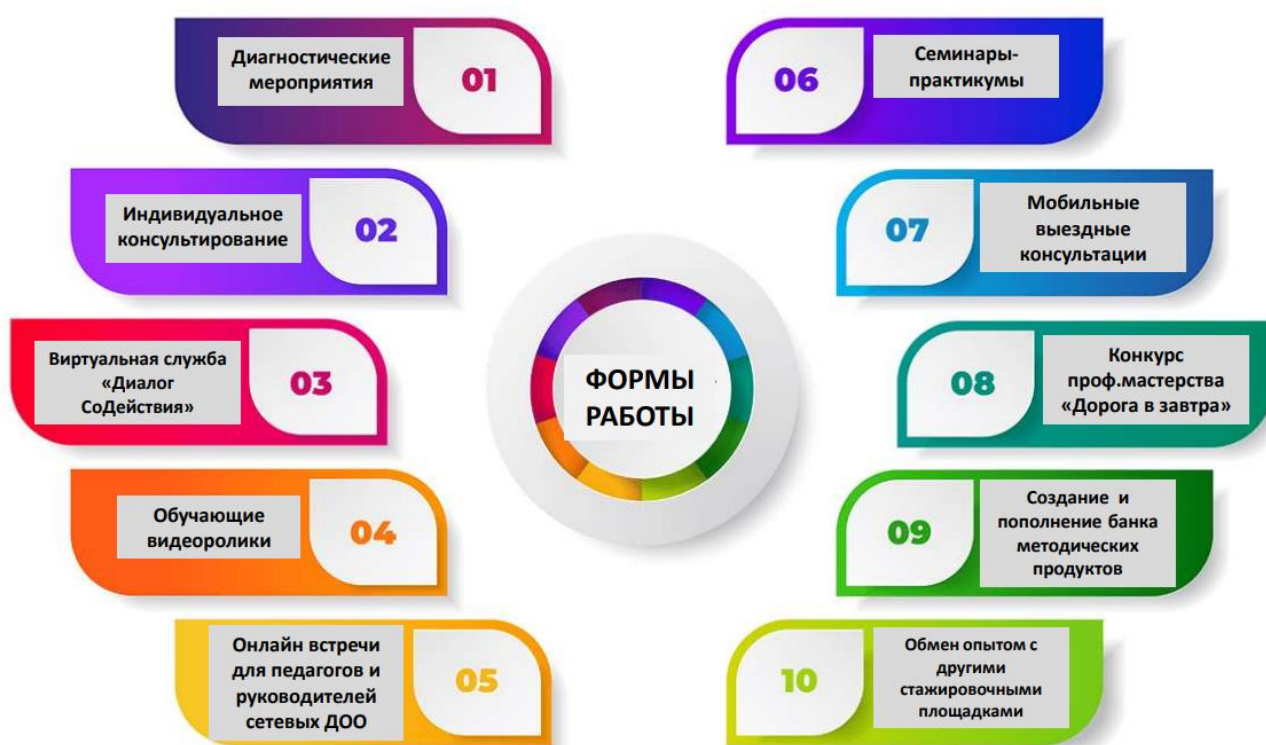 Диагностические
мероприятия
01
Индивидуальное
консультирование
02
Виртуальная служба
«Диалог
СоДействия»
03
Обучающие
видеоролики
04
Онлайн встречи
для педагогов и
руководителей
сетевых ДОО
05
ФОРМЫ
РАБОТЫ
06
Семинары-
практикумы
07
Мобильные
выездные
консультации
08
Конкурс
проф.мастерства
«Дорога в завтра»
09
Создание и
пополнение банка
методических
продуктов
10
Обмен опытом с
другими
стажировочными
площадками